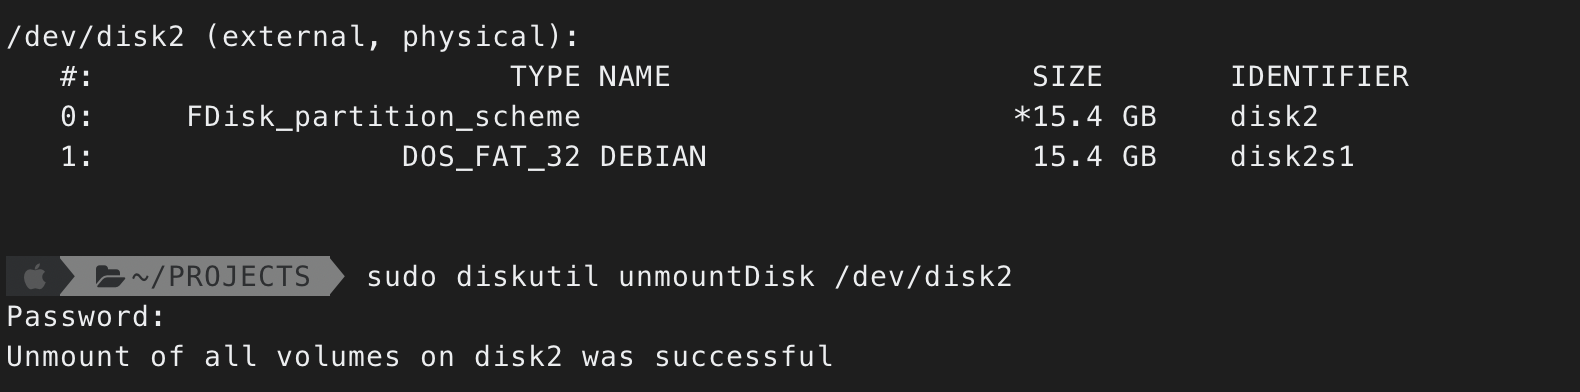 /dev/disk2 (external, physical):
#: TYPE NAME SIZE IDENTIFIER
0: FDisk_partition_scheme *15.4 GB disk2
1: DOS_FAT_32 DEBIAN 15.4 GB disk2s1
~/PROJECTS sudo diskutil unmountDisk /dev/disk2
Password:
Unmount of all volumes on disk2 was successful